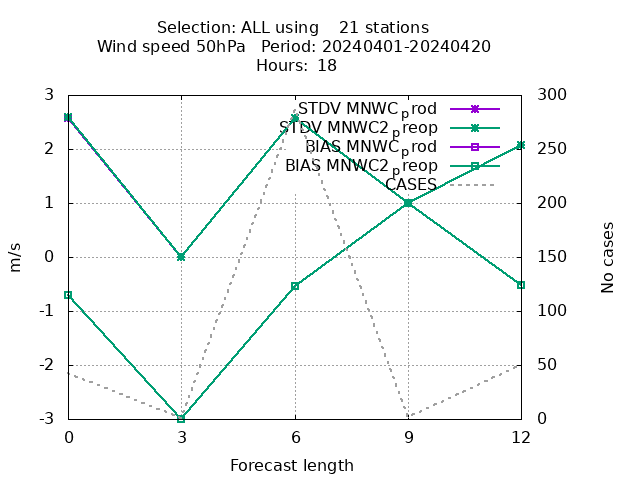 Selection: ALL using    21 stations
Wind speed 50hPa   Period: 20240401-20240420
Hours:  18
3
300
STDV MNWC_prod
STDV MNWC2_preop
BIAS MNWC_prod
BIAS MNWC2_preop
CASES
2
250
1
200
0
150
-1
100
-2
50
-3
0
m/s
No cases
0
3
6
9
12
Forecast length